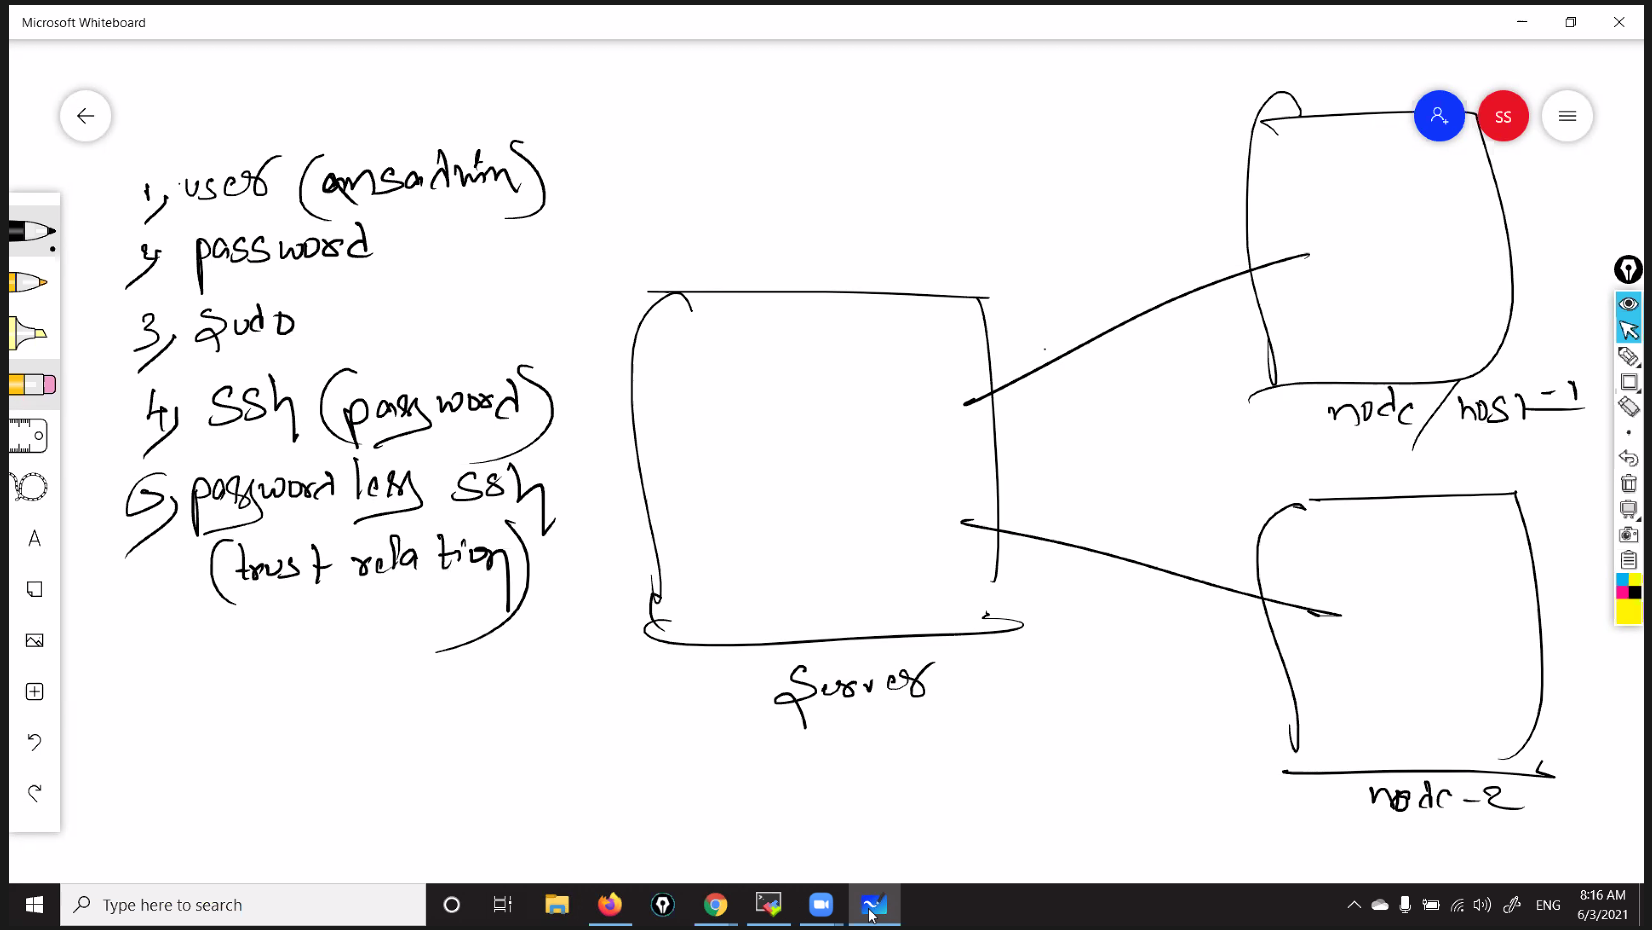 Microsoft Whiteboard
SS
1, user (ansadmin)
2, password
3, sudo
4, ssh (password)
5, password less ssh
(trust relation)
Server
node / host-1
node-2
A
Type here to search
ENG
8:16 AM
6/3/2021